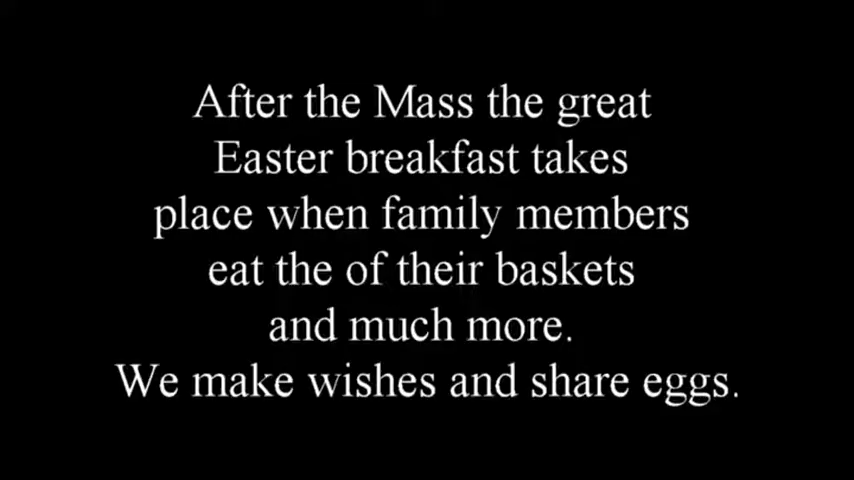 After the Mass the great
Easter breakfast takes
place when family members
eat the of their baskets
and much more.
We make wishes and share eggs.